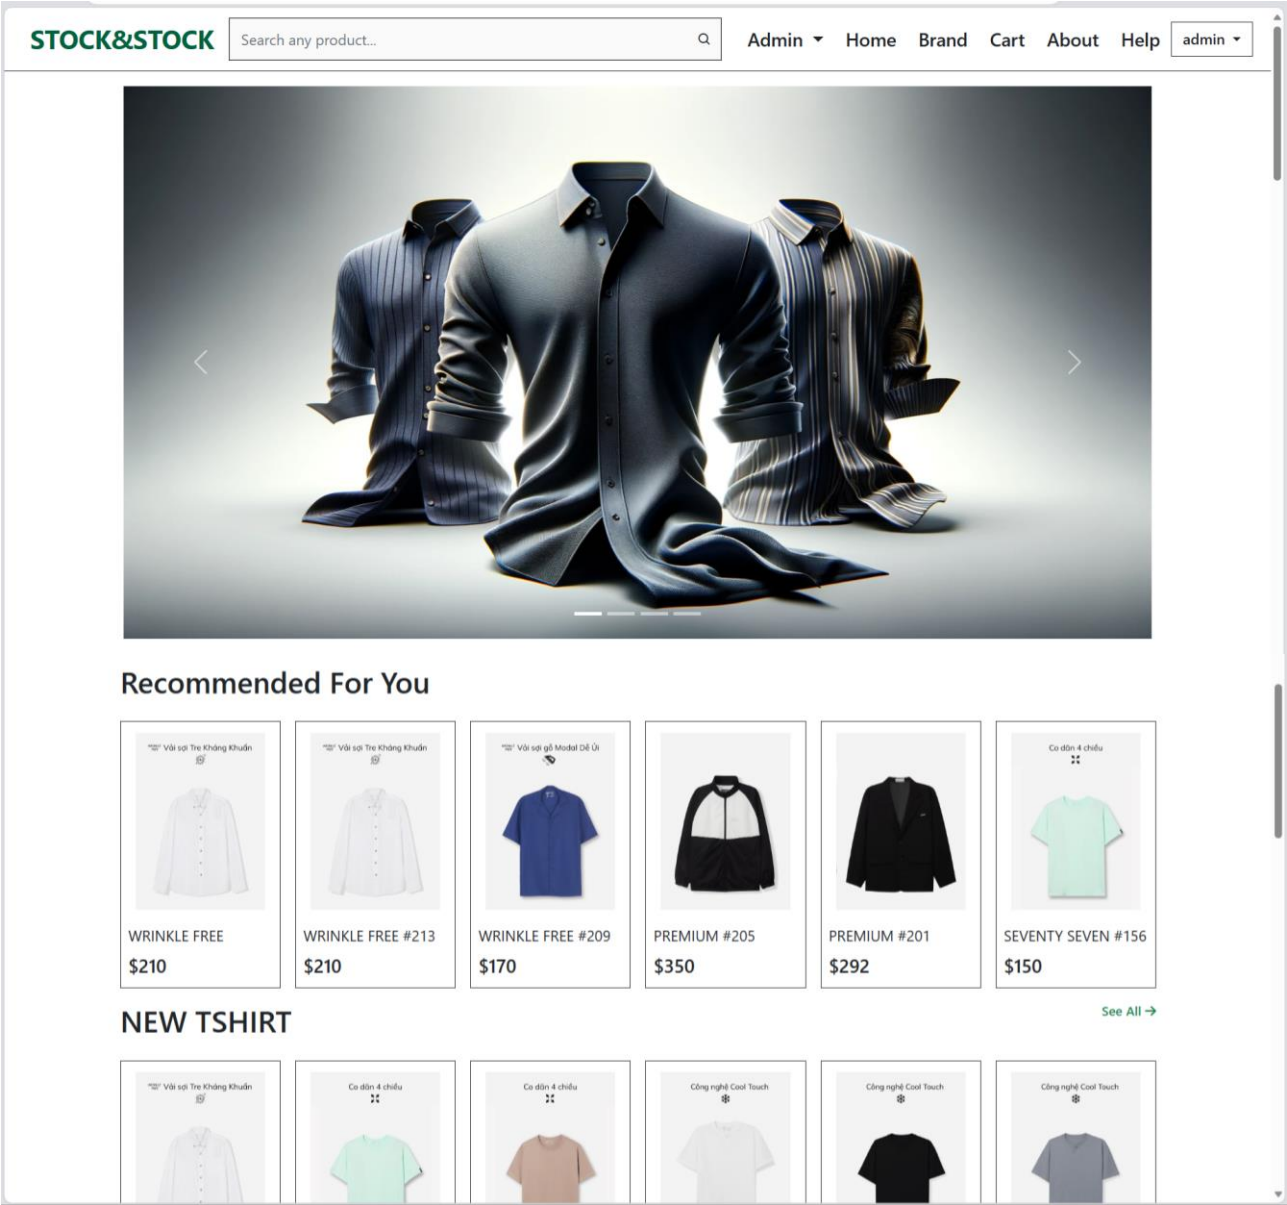 STOCK&STOCK
Search any product...
Admin
Home
Brand
Cart
About
Help
admin
Recommended For You
Vải sợi Tre Kháng Khuẩn
Vải sợi Tre Kháng Khuẩn
Vải sợi gỗ Modal Dễ Ủi
Co dãn 4 chiều
WRINKLE FREE
WRINKLE FREE #213
WRINKLE FREE #209
PREMIUM #205
PREMIUM #201
SEVENTY SEVEN #156
$210
$210
$170
$350
$292
$150
NEW TSHIRT
See All
Vải sợi Tre Kháng Khuẩn
Co dãn 4 chiều
Co dãn 4 chiều
Công nghệ Cool Touch
Công nghệ Cool Touch
Công nghệ Cool Touch